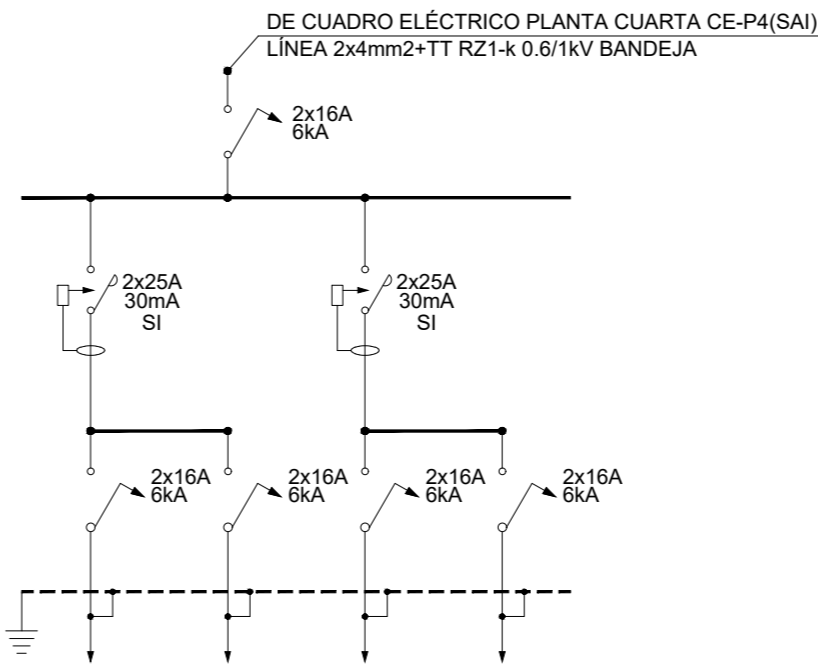 DE CUADRO ELÉCTRICO PLANTA CUARTA CE-P4(SAI)
LÍNEA 2x4mm2+TT RZ1-k 0.6/1kV BANDEJA
2x16A
6kA
2x25A
30mA
SI
2x25A
30mA
SI
2x16A
6kA
2x16A
6kA
2x16A
6kA
2x16A
6kA